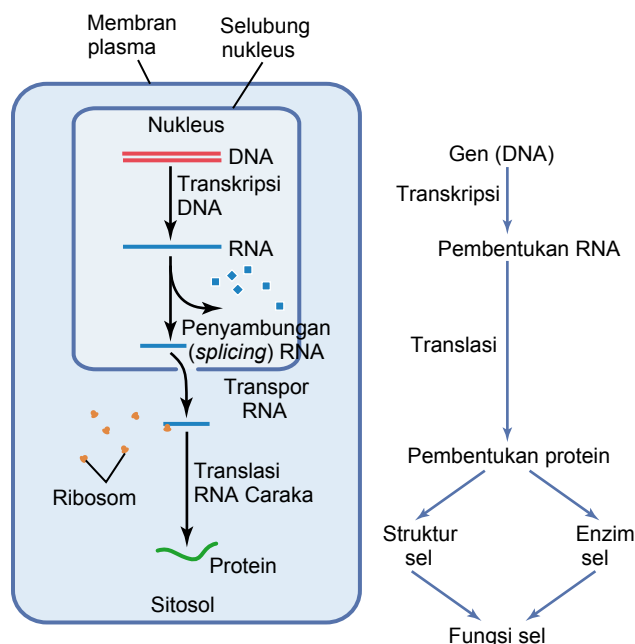 Membran
plasma
Selubung
nukleus
Nukleus
DNA
Transkripsi
DNA
RNA
Penyambungan
(splicing) RNA
Transpor
RNA
Ribosom
Translasi
RNA Caraka
Protein
Sitosol
Gen (DNA)
Transkripsi
Pembentukan RNA
Translasi
Pembentukan protein
Struktur
sel
Enzim
sel
Fungsi sel